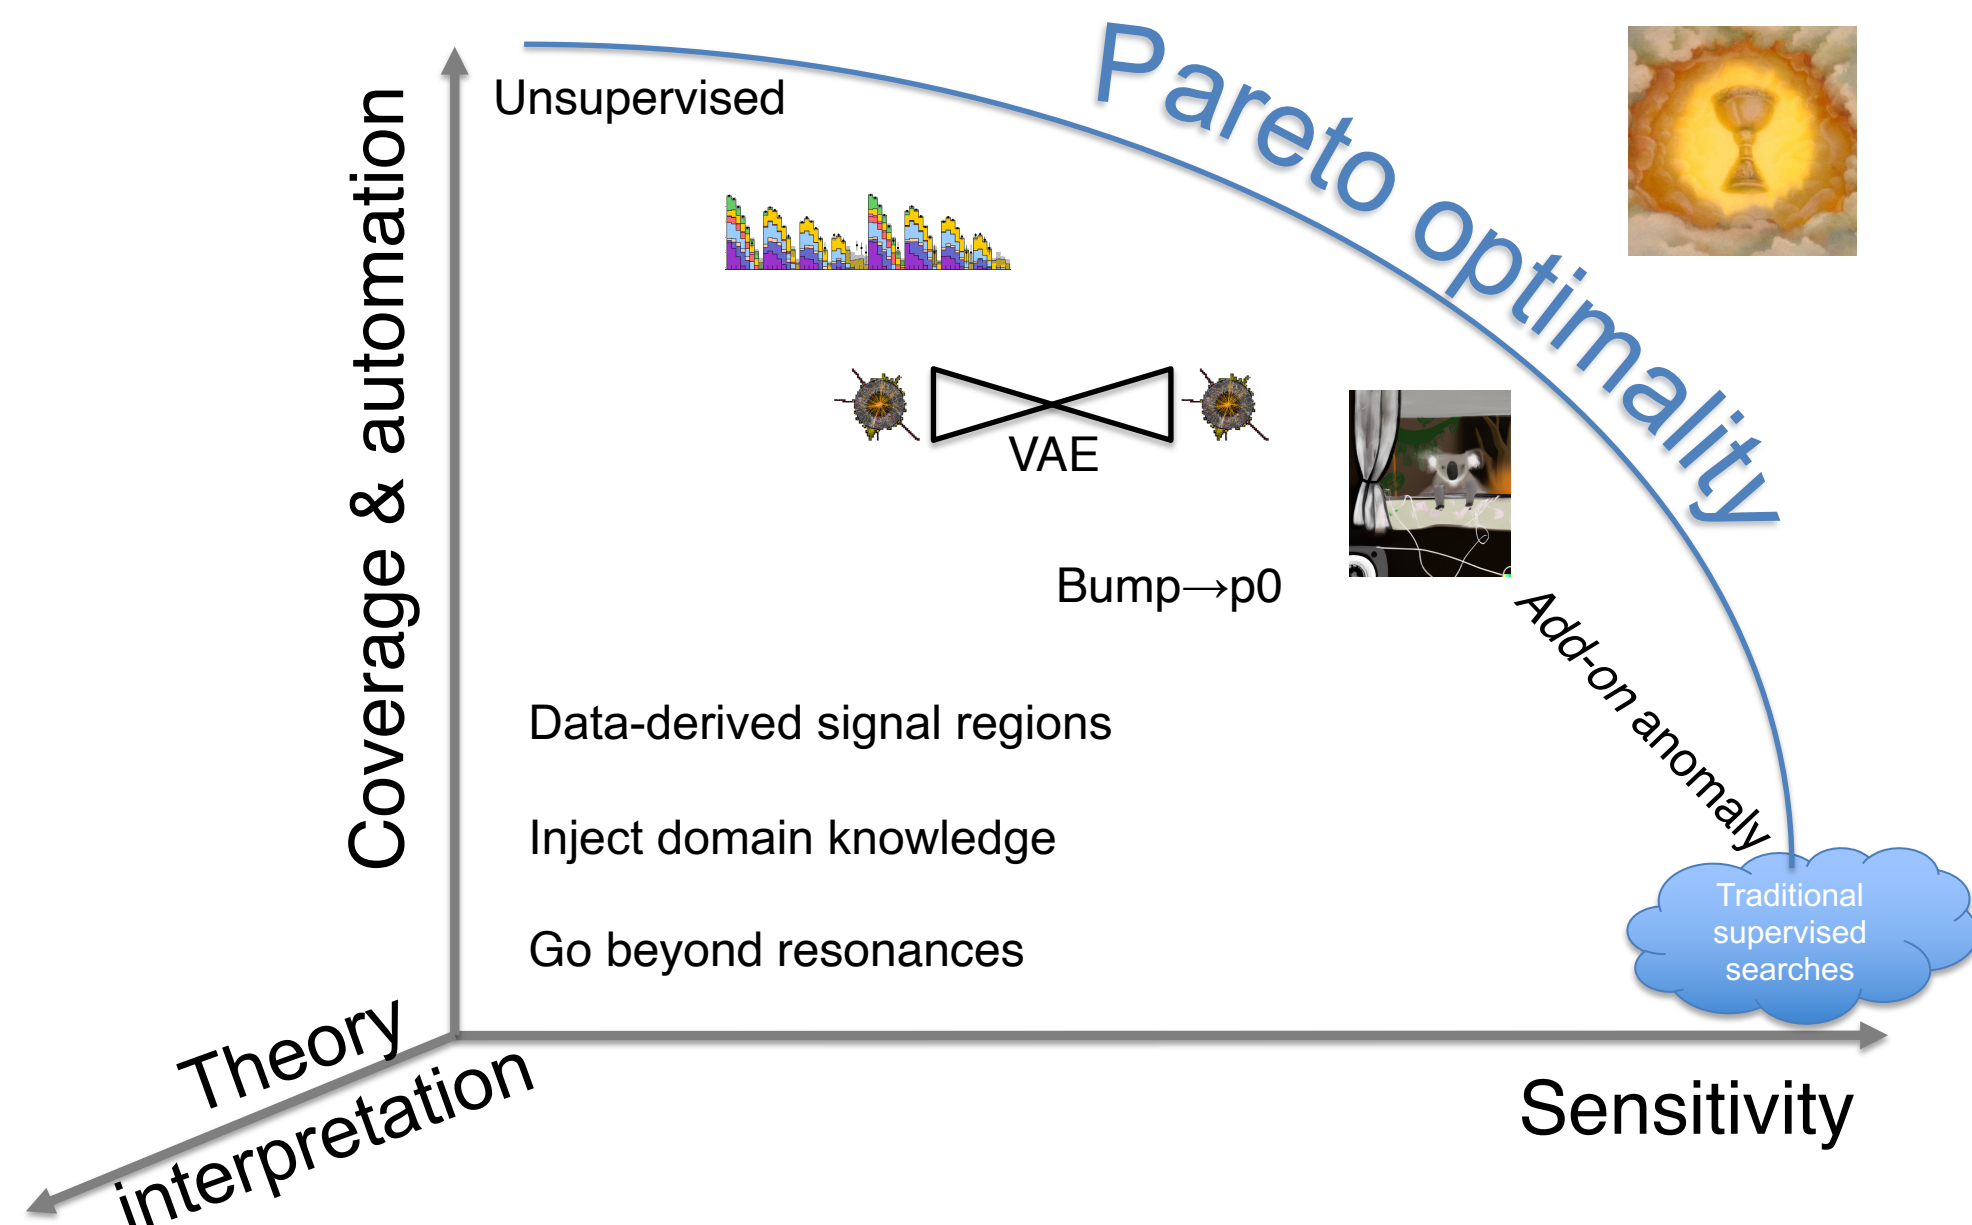 Pareto optimality
Unsupervised
Coverage & automation
VAE
Bump→p0
Add-on anomaly
Data-derived signal regions
Inject domain knowledge
Go beyond resonances
Traditional
supervised
searches
Theory
interpretation
Sensitivity